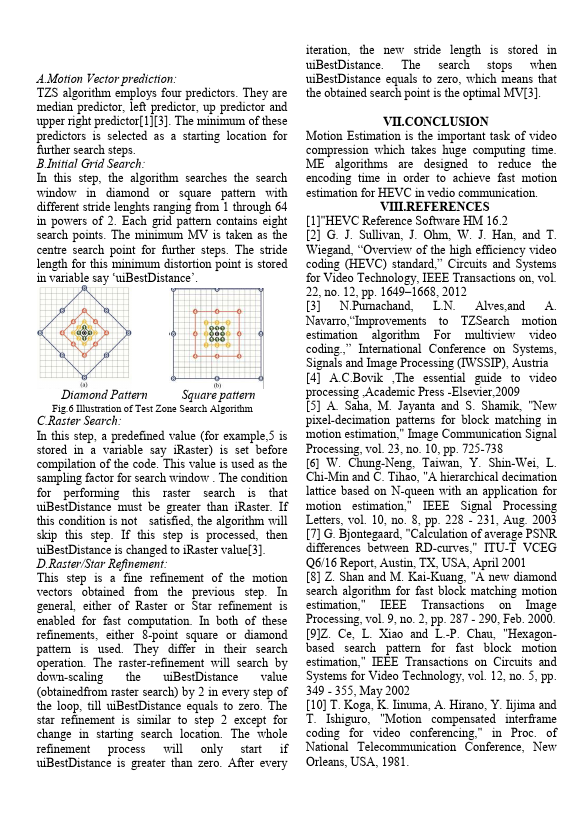 A.Motion Vector prediction:
TZS algorithm employs four predictors. They are
median predictor, left predictor, up predictor and
upper right predictor[1][3]. The minimum of these
predictors is selected as a starting location for
further search steps.
B.Initial Grid Search:
In this step, the algorithm searches the search
window in diamond or square pattern with
different stride lenghts ranging from 1 through 64
in powers of 2. Each grid pattern contains eight
search points. The minimum MV is taken as the
centre search point for further steps. The stride
length for this minimum distortion point is stored
in variable say ‘uiBestDistance’.
(a) (b)
Diamond Pattern Square pattern
Fig.6 Illustration of Test Zone Search Algorithm
C.Raster Search:
In this step, a predefined value (for example,5 is
stored in a variable say iRaster) is set before
compilation of the code. This value is used as the
sampling factor for search window . The condition
for performing this raster search is that
uiBestDistance must be greater than iRaster. If
this condition is not satisfied, the algorithm will
skip this step. If this step is processed, then
uiBestDistance is changed to iRaster value[3].
D.Raster/Star Refinement:
This step is a fine refinement of the motion
vectors obtained from the previous step. In
general, either of Raster or Star refinement is
enabled for fast computation. In both of these
refinements, either 8-point square or diamond
pattern is used. They differ in their search
operation. The raster-refinement will search by
down-scaling the uiBestDistance value
(obtainedfrom raster search) by 2 in every step of
the loop, till uiBestDistance equals to zero. The
star refinement is similar to step 2 except for
change in starting search location. The whole
refinement process will only start if
uiBestDistance is greater than zero. After every
iteration, the new stride length is stored in
uiBestDistance. The search stops when
uiBestDistance equals to zero, which means that
the obtained search point is the optimal MV[3].
VII.CONCLUSION
Motion Estimation is the important task of video
compression which takes huge computing time.
ME algorithms are designed to reduce the
encoding time in order to achieve fast motion
estimation for HEVC in vedio communication.
VIII.REFERENCES
[1]"HEVC Reference Software HM 16.2
[2] G. J. Sullivan, J. Ohm, W. J. Han, and T.
Wiegand, “Overview of the high efficiency video
coding (HEVC) standard,” Circuits and Systems
for Video Technology, IEEE Transactions on, vol.
22, no. 12, pp. 1649–1668, 2012
[3] N.Purnachand, L.N. Alves,and A.
Navarro,“Improvements to TZSearch motion
estimation algorithm For multiview video
coding.,” International Conference on Systems,
Signals and Image Processing (IWSSIP), Austria
[4] A.C.Bovik ,The essential guide to video
processing ,Academic Press -Elsevier,2009
[5] A. Saha, M. Jayanta and S. Shamik, "New
pixel-decimation patterns for block matching in
motion estimation," Image Communication Signal
Processing, vol. 23, no. 10, pp. 725-738
[6] W. Chung-Neng, Taiwan, Y. Shin-Wei, L.
Chi-Min and C. Tihao, "A hierarchical decimation
lattice based on N-queen with an application for
motion estimation," IEEE Signal Processing
Letters, vol. 10, no. 8, pp. 228 - 231, Aug. 2003
[7] G. Bjontegaard, "Calculation of average PSNR
differences between RD-curves," ITU-T VCEG
Q6/16 Report, Austin, TX, USA, April 2001
[8] Z. Shan and M. Kai-Kuang, "A new diamond
search algorithm for fast block matching motion
estimation," IEEE Transactions on Image
Processing, vol. 9, no. 2, pp. 287 - 290, Feb. 2000.
[9]Z. Ce, L. Xiao and L.-P. Chau, "Hexagon-
based search pattern for fast block motion
estimation," IEEE Transactions on Circuits and
Systems for Video Technology, vol. 12, no. 5, pp.
349 - 355, May 2002
[10] T. Koga, K. Iinuma, A. Hirano, Y. Iijima and
T. Ishiguro, "Motion compensated interframe
coding for video conferencing," in Proc. of
National Telecommunication Conference, New
Orleans, USA, 1981.